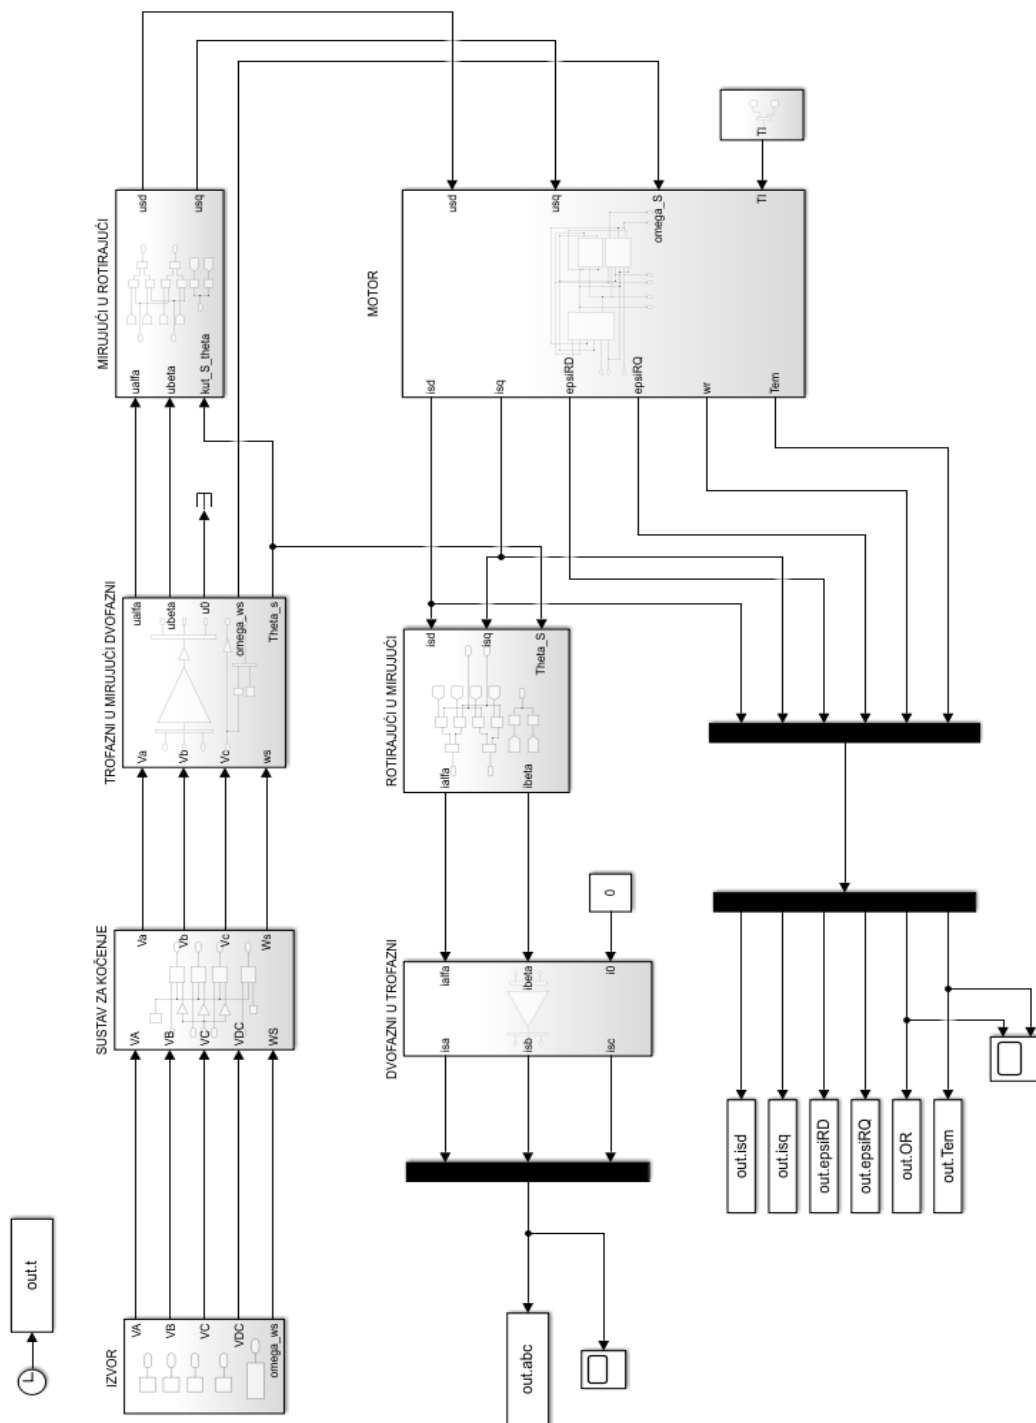 IZVOR
VA
VB
VC
VDC
omega_ws
out.t
SUSTAV ZA KOČENJE
VA
VB
VC
VDC
WS
Va
Vb
Vc
Ws
TROFAZNI U MIRUJUĆI DVOFAZNI
Va
Vb
Vc
ws
ualfa
ubeta
u0
omega_ws
Theta_s
MIRUJUĆI U ROTIRAJUĆI
ualfa
ubeta
kut_S_theta
usd
usq
MOTOR
usd
usq
omega_S
Tl
isd
isq
epsiRD
epsiRQ
wr
Tem
Tl
ROTIRAJUĆI U MIRUJUĆI
isd
isq
Theta_S
ialfa
ibeta
0
DVOFAZNI U TROFAZNI
ialfa
ibeta
i0
isa
isb
isc
out.abc
out.isd
out.isq
out.epsiRD
out.epsiRQ
out.OR
out.Tem